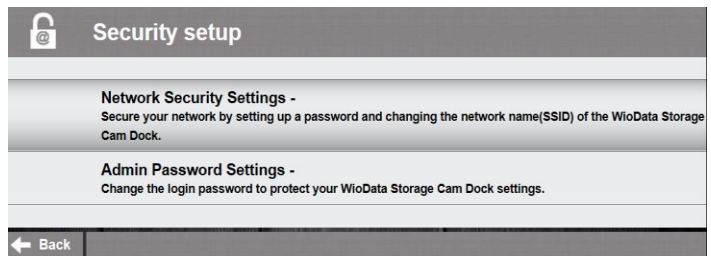 @
Security setup
Network Security Settings -
Secure your network by setting up a password and changing the network name(SSID) of the WioData Storage
Cam Dock.
Admin Password Settings -
Change the login password to protect your WioData Storage Cam Dock settings.
Back